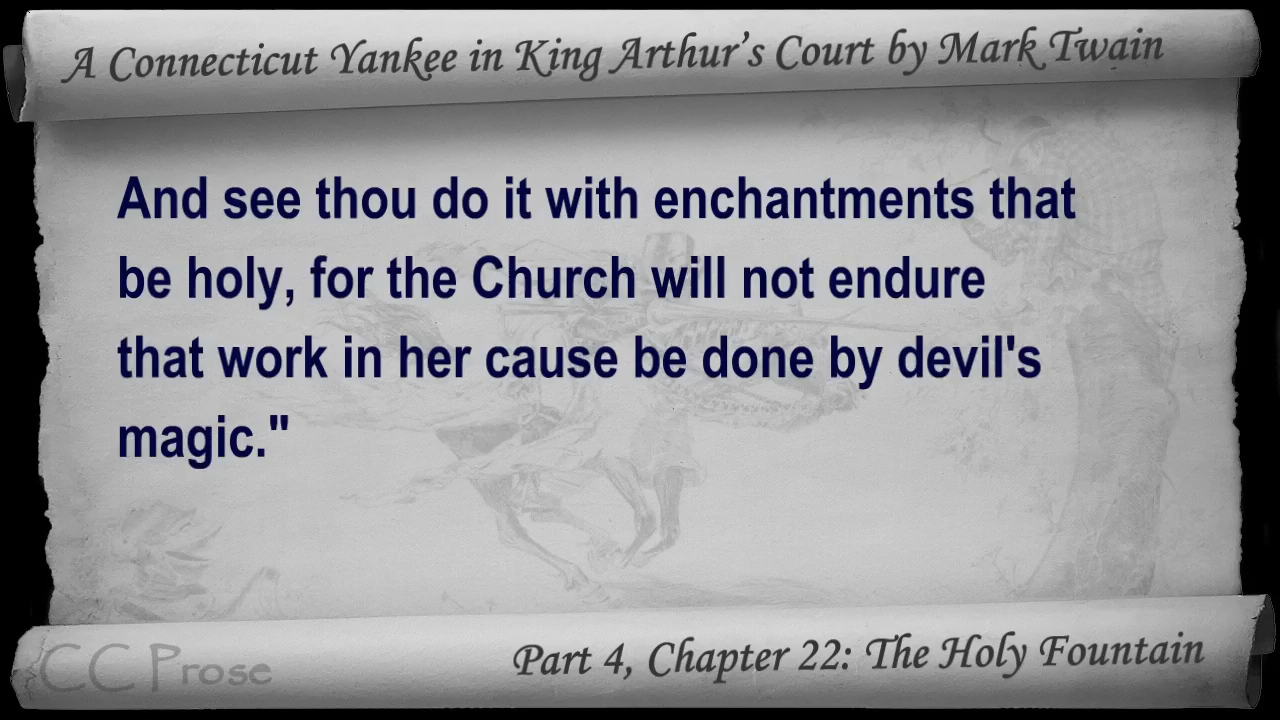 A Connecticut Yankee in King Arthur’s Court by Mark Twain
And see thou do it with enchantments that
be holy, for the Church will not endure
that work in her cause be done by devil's
magic."
CC Prose
Part 4, Chapter 22: The Holy Fountain